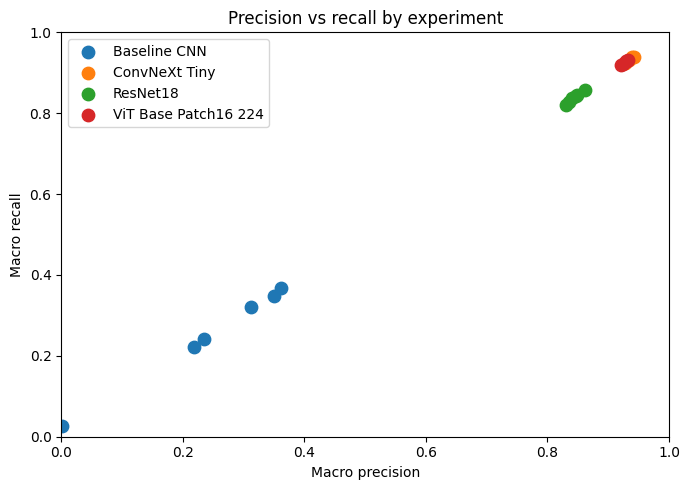 Precision vs recall by experiment
1.0
0.8
0.6
0.4
0.2
0.0
Macro recall
Baseline CNN
ConvNeXt Tiny
ResNet18
ViT Base Patch16 224
0.0 0.2 0.4 0.6 0.8 1.0
Macro precision